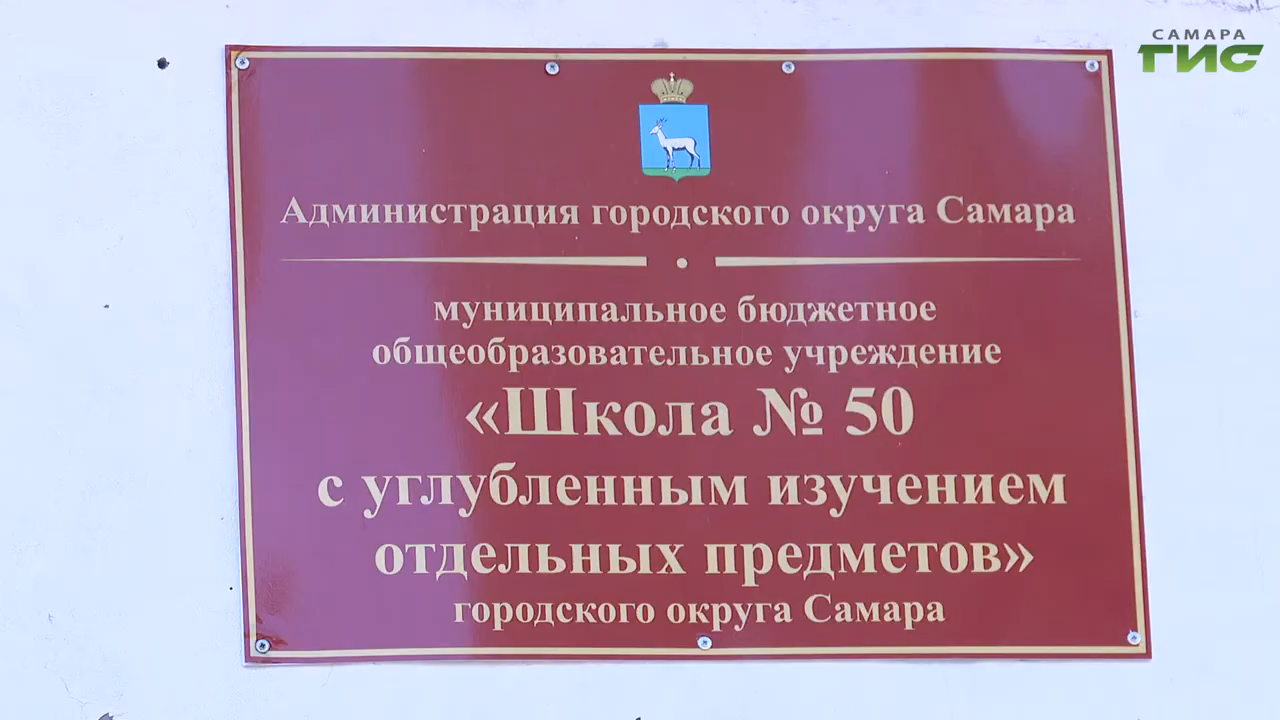 САМАРА
ГИС
Администрация городского округа Самара
муниципальное бюджетное
общеобразовательное учреждение
«Школа № 50
с углубленным изучением
отдельных предметов»
городского округа Самара